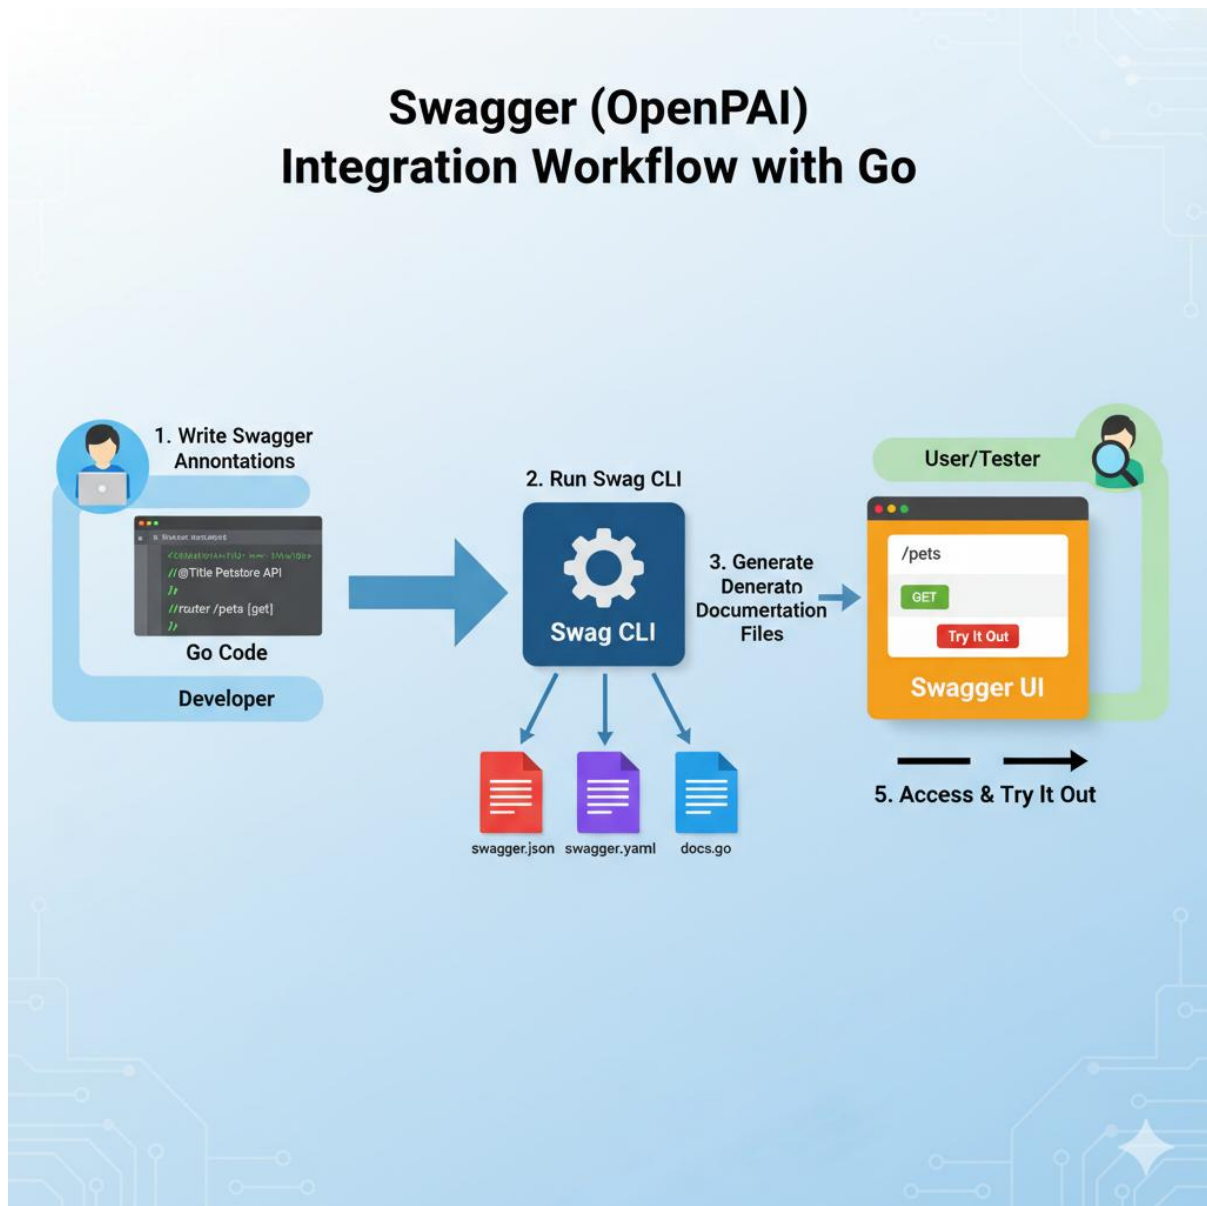 Swagger (OpenPAI)
Integration Workflow with Go
1. Write Swagger
Annontations
//@Title Petstore API
//router /peta [get]
Go Code
Developer
2. Run Swag CLI
Swag CLI
swagger.json
swagger.yaml
docs.go
3. Generate
Denerato
Documertation
Files
User/Tester
/pets
GET
Try It Out
Swagger UI
5. Access & Try It Out